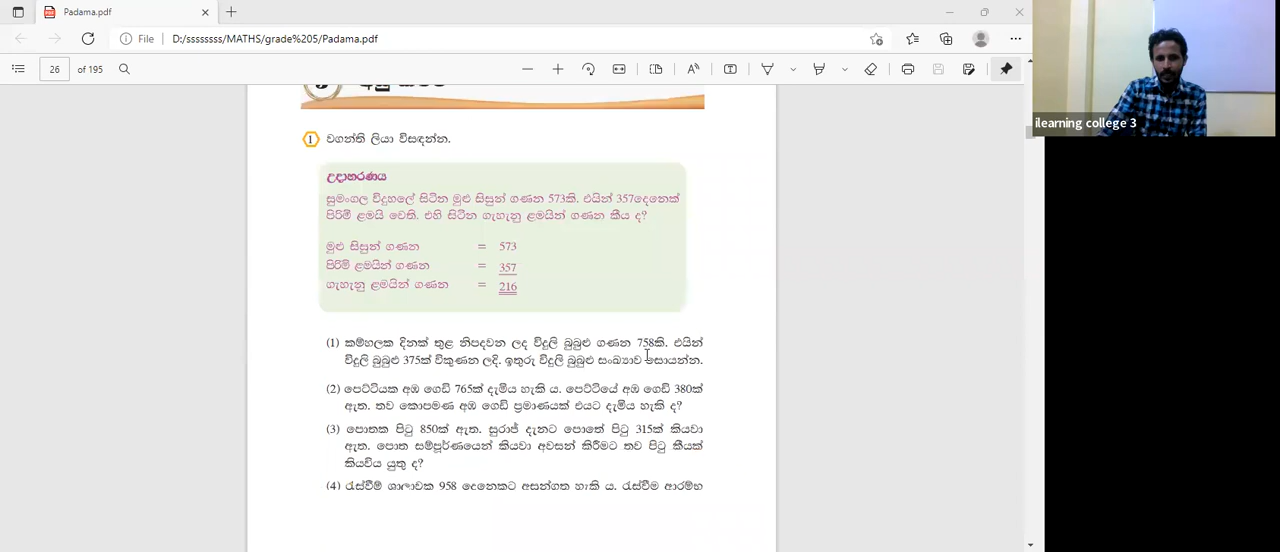 Padama.pdf
File D:/ssssssss/MATHS/grade%205/Padama.pdf
26 of 195
ilearning college 3
1 වගන්ති ලියා විසඳන්න.
උදාහරණය
සුමංගල විදුහලේ සිටින මුළු සිසුන් ගණන 573කි. එයින් 357දෙනෙක්
පිරිමි ළමයි වෙති. එහි සිටින ගැහැනු ළමයින් ගණන කීය ද?
මුළු සිසුන් ගණන = 573
පිරිමි ළමයින් ගණන = 357
ගැහැනු ළමයින් ගණන = 216
(1) කම්හලක දිනක් තුළ නිපදවන ලද විදුලි බුබුළු ගණන 758කි. එයින්
විදුලි බුබුළු 375ක් විකුණන ලදි. ඉතුරු විදුලි බුබුළු සංඛ්‍යාව සොයන්න.
(2) පෙට්ටියක අඹ ගෙඩි 765ක් දැමිය හැකි ය. පෙට්ටියේ අඹ ගෙඩි 380ක්
ඇත. තව කොපමණ අඹ ගෙඩි ප්‍රමාණයක් එයට දැමිය හැකි ද?
(3) පොතක පිටු 850ක් ඇත. සුරාජ් දැනට පොතේ පිටු 315ක් කියවා
ඇත. පොත සම්පූර්ණයෙන් කියවා අවසන් කිරීමට තව පිටු කීයක්
කියවිය යුතු ද?
(4) රැස්වීම් ශාලාවක 958 දෙනෙකුට අසුන්ගත හැකි ය. රැස්වීම ආරම්භ